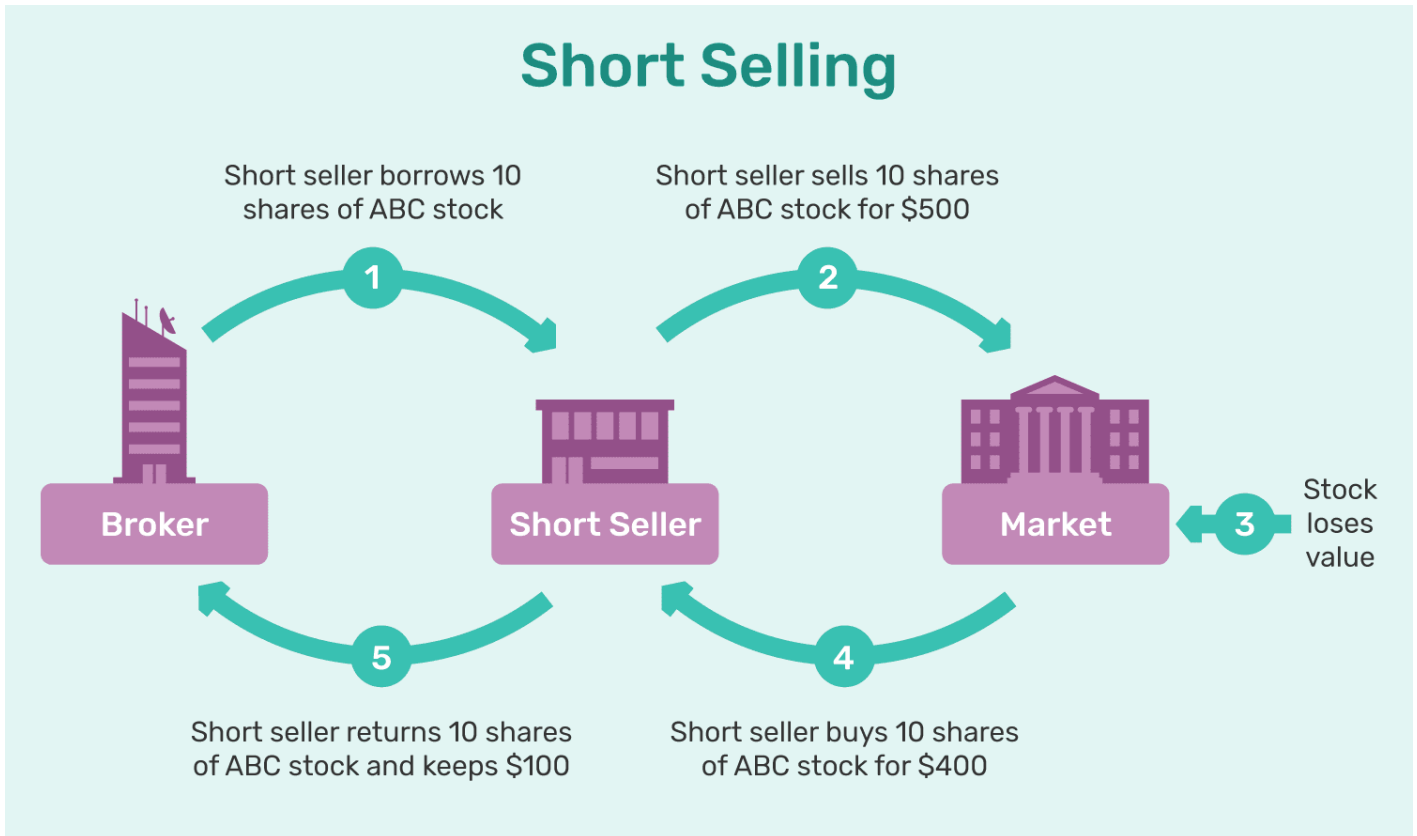 Short Selling
Short seller borrows 10
shares of ABC stock
Short seller sells 10 shares
of ABC stock for $500
1
2
Broker
Short Seller
Market
3
Stock
loses
value
5
4
Short seller returns 10 shares
of ABC stock and keeps $100
Short seller buys 10 shares
of ABC stock for $400